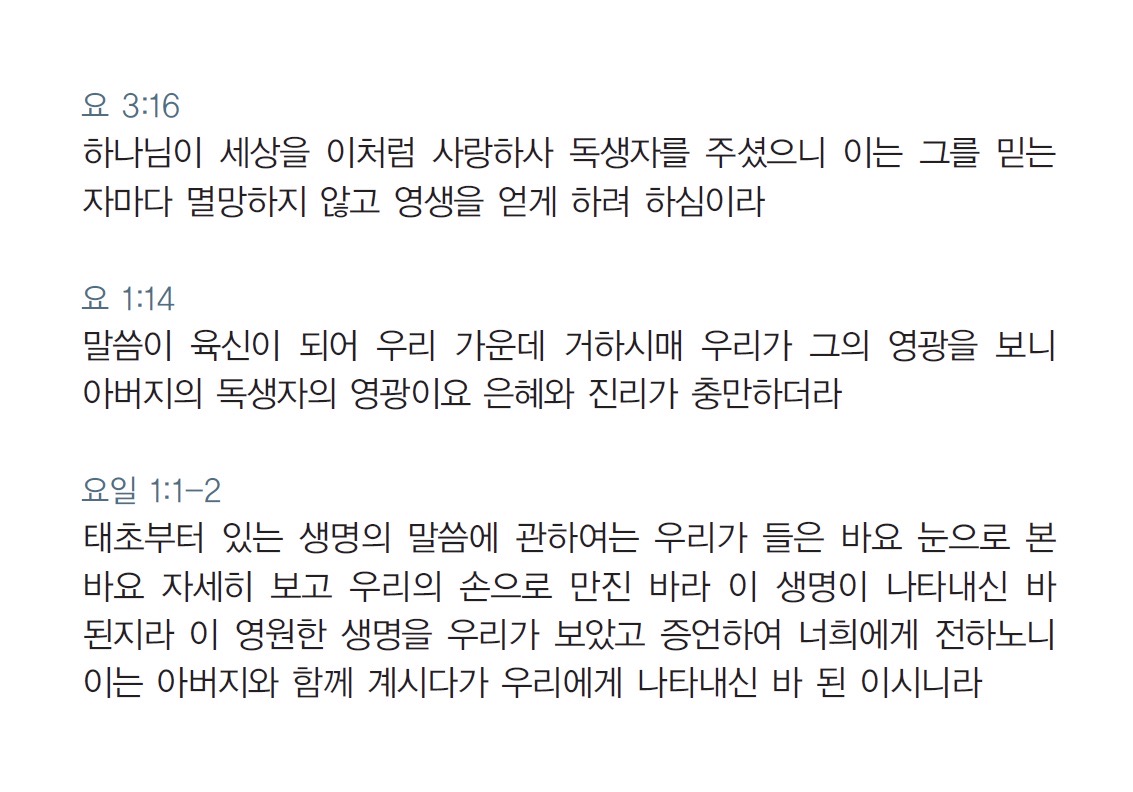 요 3:16
하나님이 세상을 이처럼 사랑하사 독생자를 주셨으니 이는 그를 믿는
자마다 멸망하지 않고 영생을 얻게 하려 하심이라
요 1:14
말씀이 육신이 되어 우리 가운데 거하시매 우리가 그의 영광을 보니
아버지의 독생자의 영광이요 은혜와 진리가 충만하더라
요일 1:1–2
태초부터 있는 생명의 말씀에 관하여는 우리가 들은 바요 눈으로 본
바요 자세히 보고 우리의 손으로 만진 바라 이 생명이 나타내신 바
된지라 이 영원한 생명을 우리가 보았고 증언하여 너희에게 전하노니
이는 아버지와 함께 계시다가 우리에게 나타내신 바 된 이시니라